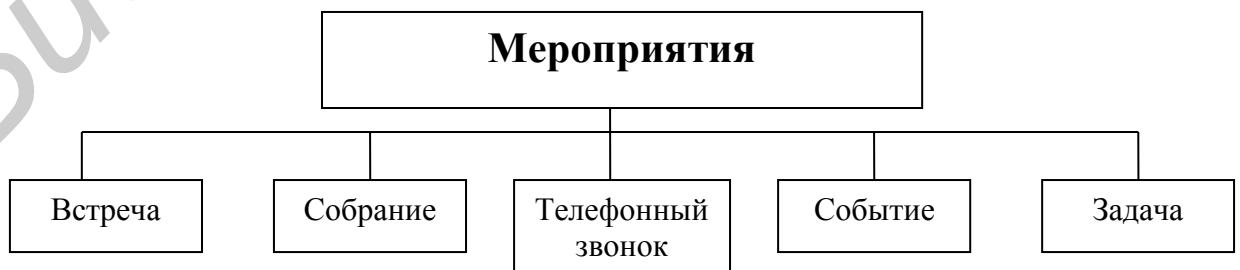 Мероприятия
Встреча
Собрание
Телефонный
звонок
Событие
Задача